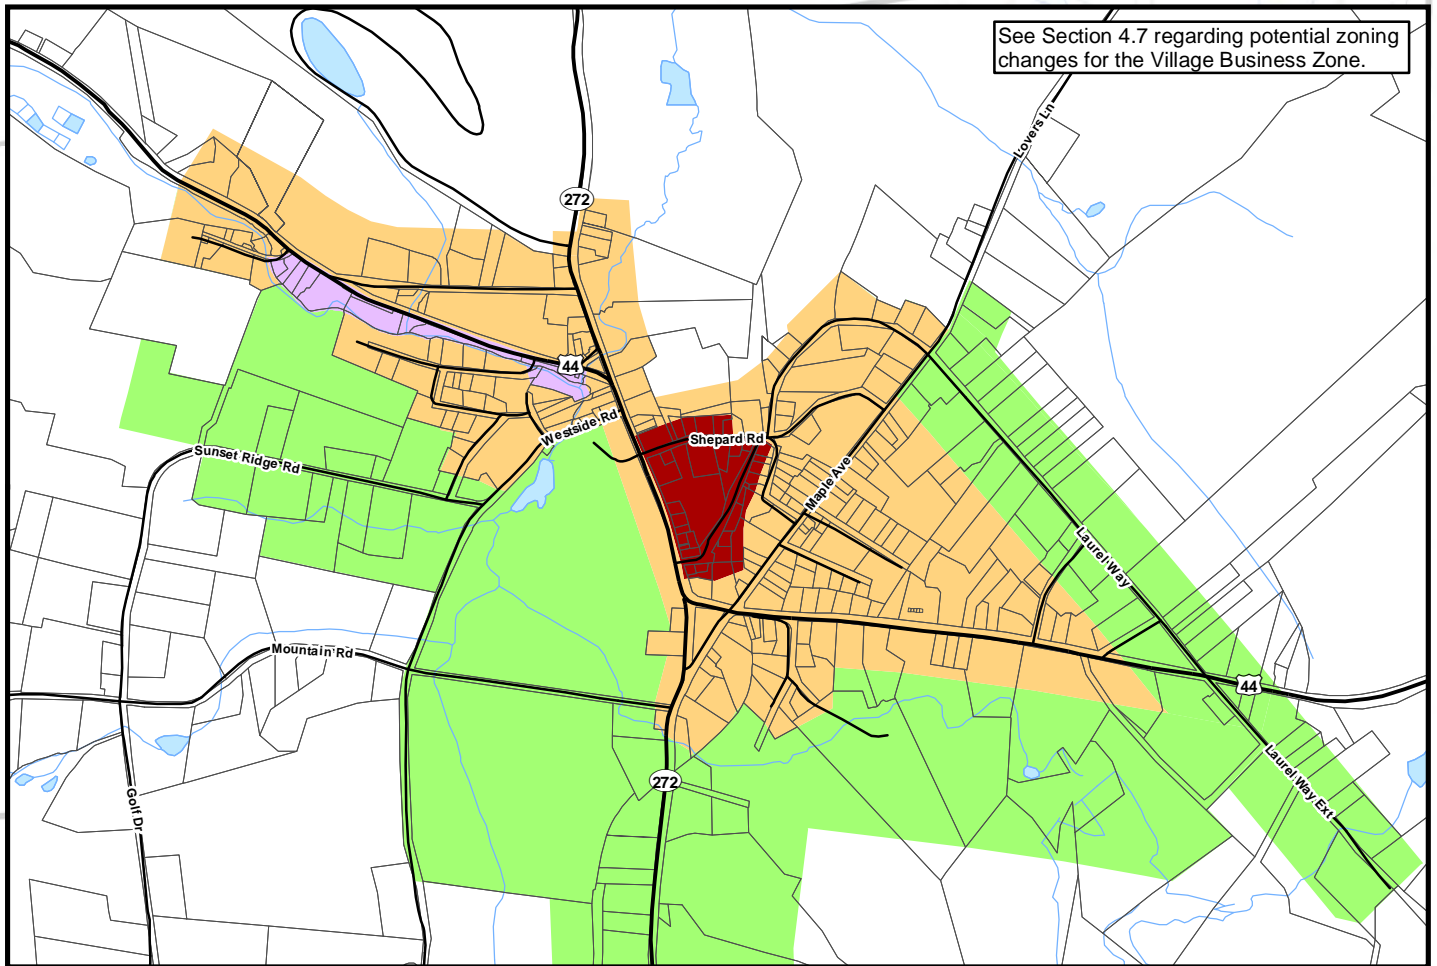 See Section 4.7 regarding potential zoning
changes for the Village Business Zone.
Lovers Ln
272
44
Westside Rd
Shepard Rd
Sunset Ridge Rd
Maple Ave
Laurel Way
Mountain Rd
44
272
Golf Dr
Laurel Way Ext